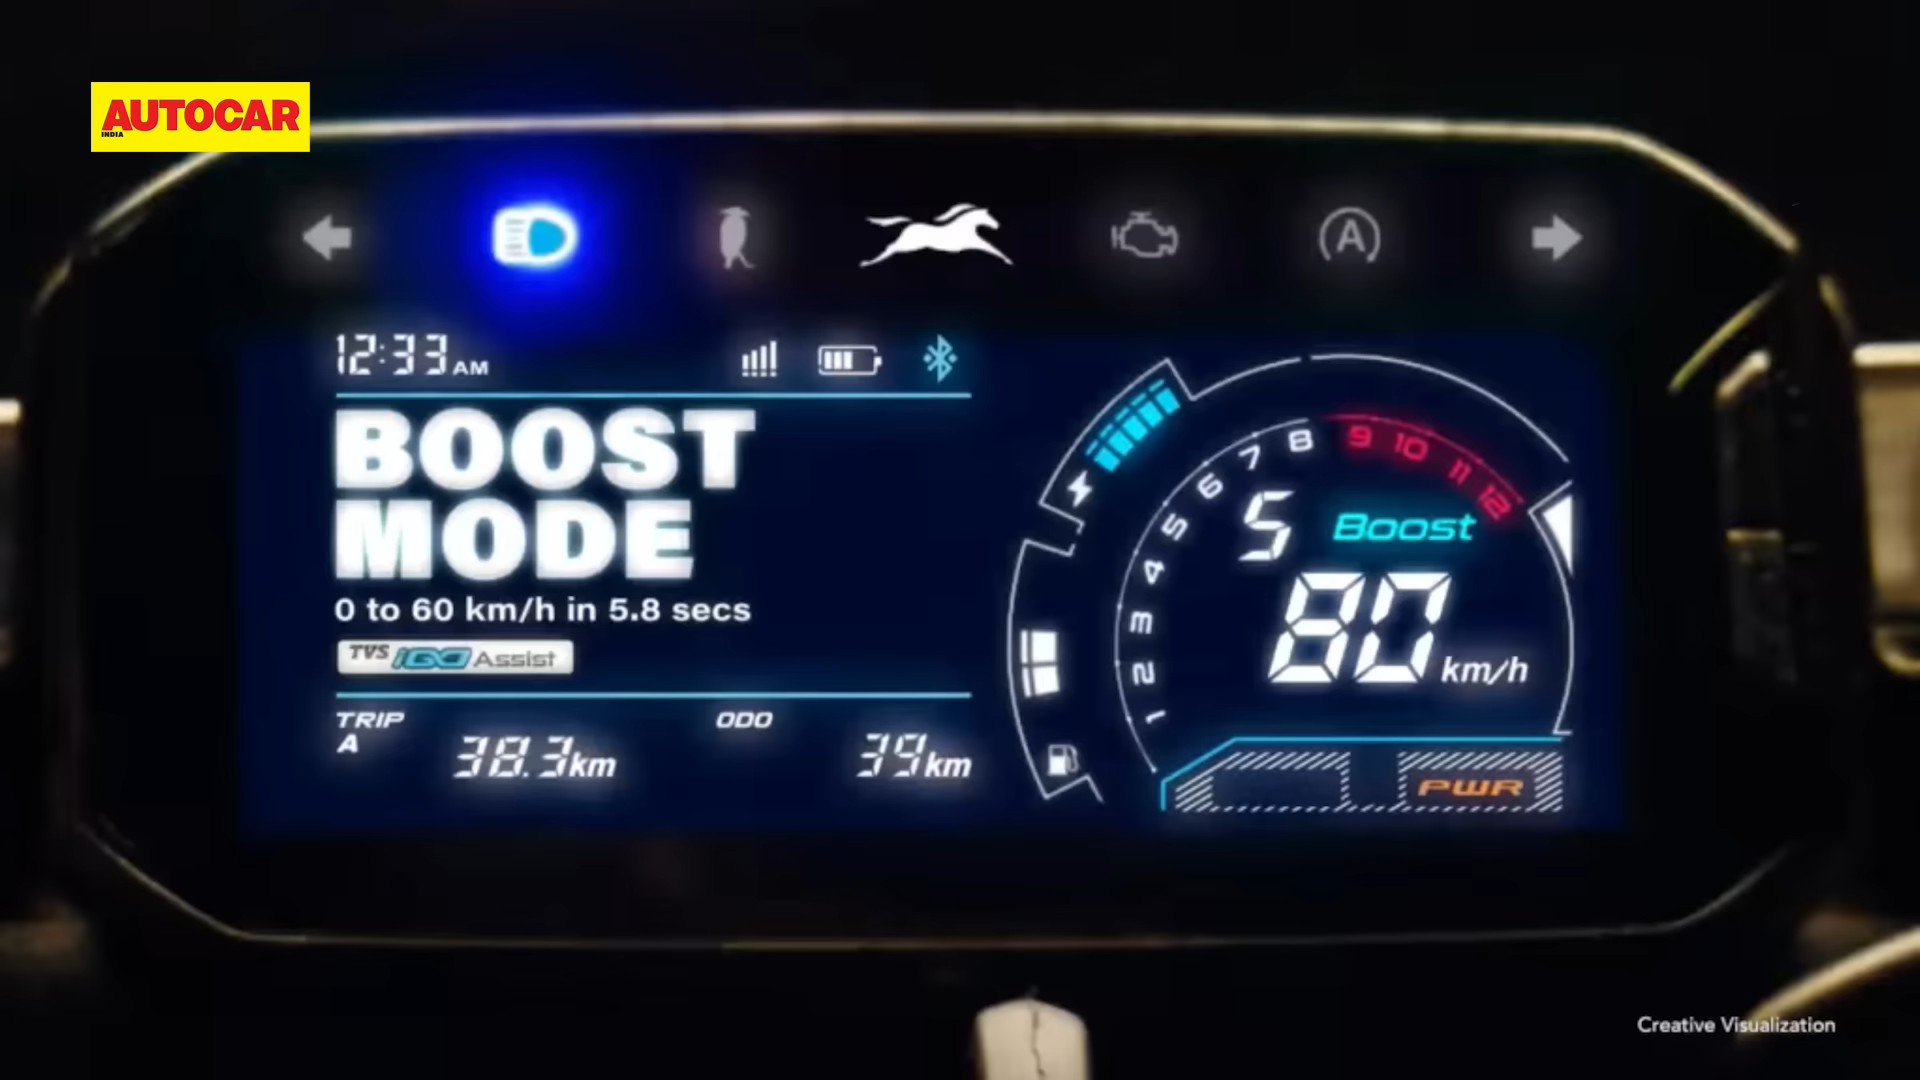 AUTOCAR
INDIA
A
12:33 AM
BOOST
MODE
0 to 60 km/h in 5.8 secs
TVS iGO Assist
TRIP
A
38.3km
ODO
39km
1 2 3 4 5 6 7 8 9 10 11 12
5
Boost
80 km/h
PWR
Creative Visualization